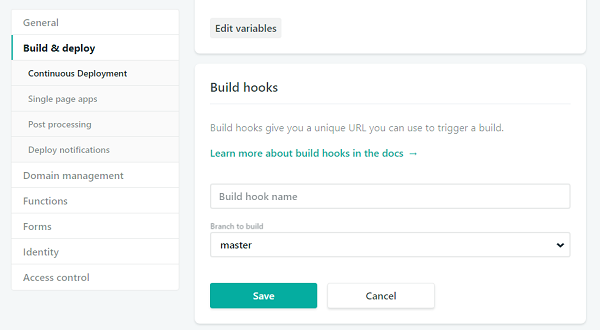 General
Build & deploy
Continuous Deployment
Single page apps
Post processing
Deploy notifications
Domain management
Functions
Forms
Identity
Access control
Edit variables
Build hooks
Build hooks give you a unique URL you can use to trigger a build.
Learn more about build hooks in the docs →
Build hook name
Branch to build
master
Save
Cancel